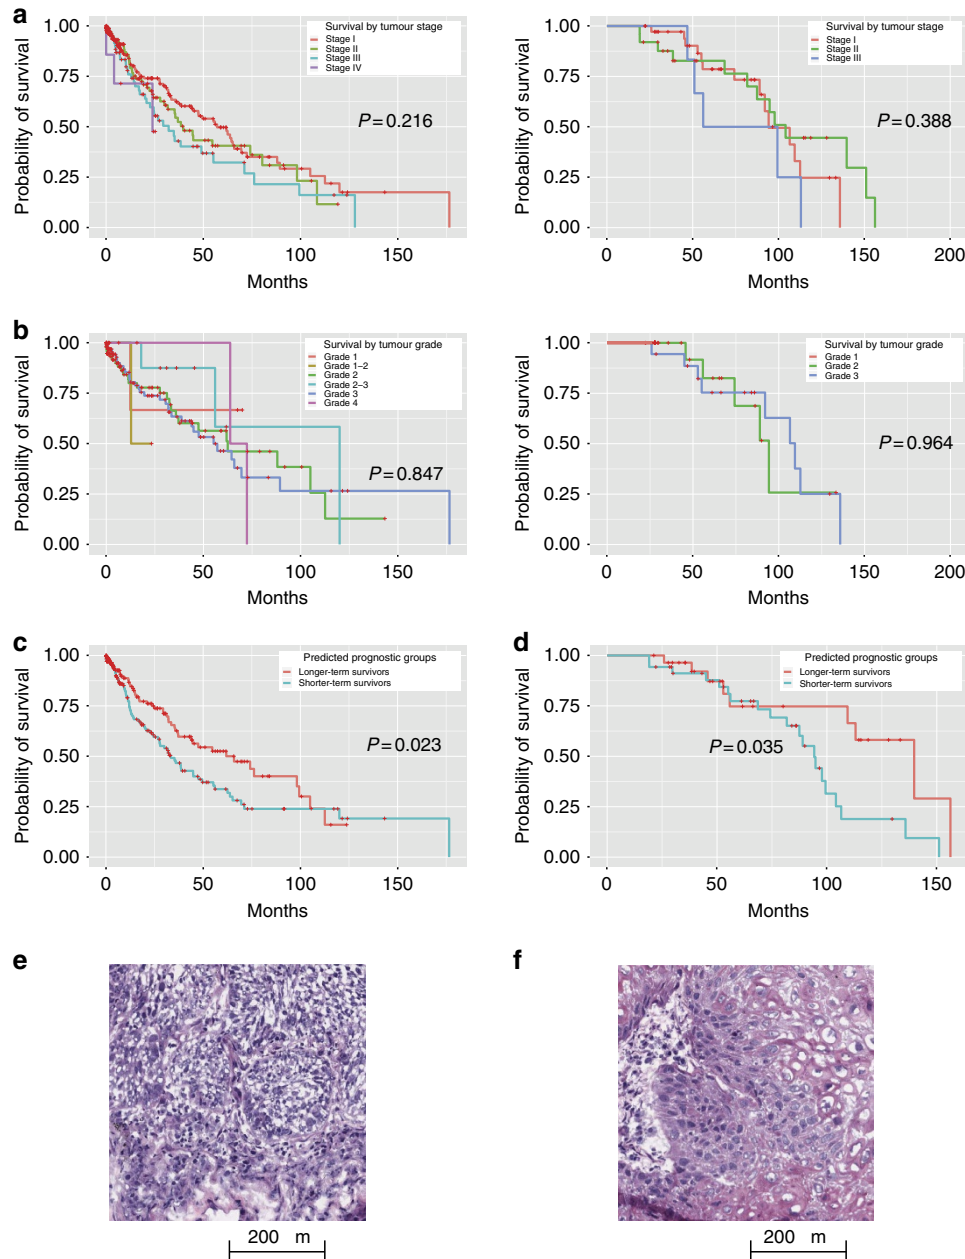 a
Probability of survival
1.00
0.75
0.50
0.25
0.00
Survival by tumour stage
Stage I
Stage II
Stage III
Stage IV
P = 0.216
0 50 100 150
Months
Probability of survival
1.00
0.75
0.50
0.25
0.00
Survival by tumour stage
Stage I
Stage II
Stage III
P = 0.388
0 50 100 150 200
Months
b
Probability of survival
1.00
0.75
0.50
0.25
0.00
Survival by tumour grade
Grade 1
Grade 1–2
Grade 2
Grade 2–3
Grade 3
Grade 4
P = 0.847
0 50 100 150
Months
Probability of survival
1.00
0.75
0.50
0.25
0.00
Survival by tumour grade
Grade 1
Grade 2
Grade 3
P = 0.964
0 50 100 150 200
Months
c
Probability of survival
1.00
0.75
0.50
0.25
0.00
Predicted prognostic groups
Longer-term survivors
Shorter-term survivors
P = 0.023
0 50 100 150
Months
d
Probability of survival
1.00
0.75
0.50
0.25
0.00
Predicted prognostic groups
Longer-term survivors
Shorter-term survivors
P = 0.035
0 50 100 150
Months
e
200 m
f
200 m